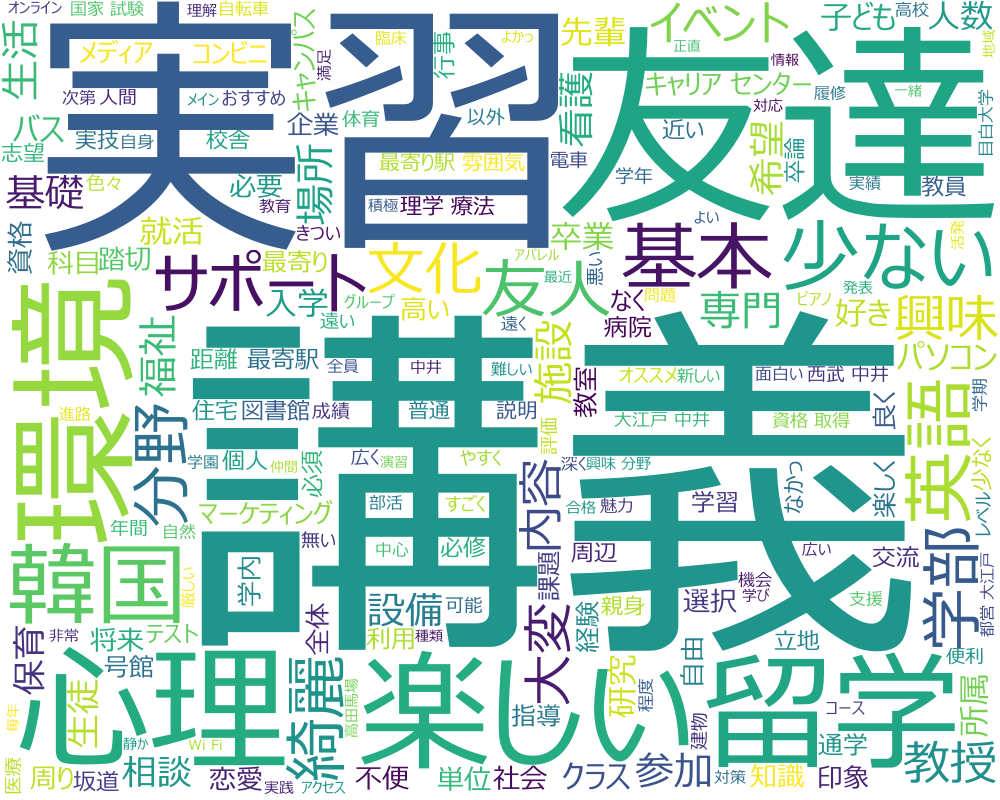 オンライン
国家 試験
理解
自転車
生活
メディア
コンビニ
次第
人間
メイン
おすすめ
バス
実技
自身
校舎
志望
基礎
色々
必要
資格
科目
踏切
就活
最寄り
実習
キャンパス
満足
臨床
よかっ
行事
企業
体育
以外
場所
最寄り駅
雰囲気
教育
積極
理学 療法
きつい
先輩
イベント
子ども
高校
人数
地域
看護
キャリア センター
正直
情報
対応
履修
一緒
目白大学
近い
希望
卒論
電車
学年
実績
教員
友達
サポート
文化
卒業
よい
基本
少ない
活発
入学
グループ
高い
友人
アパレル
最近
悪い
なく
問題
専門
ピアノ
発表
好き
興味
環境
福祉
距離
最寄駅
遠い
全員
中井
遠く
難しい
施設
病院
オススメ
新しい
面白い
西武 中井
パソコン
進路
分野
住宅
図書館
成績
普通
説明
評価
教室
大江戸 中井
資格 取得
良く
学期
英語
学園
仲間
個人
必須
広く
演習
やすく
内容
深く
興味 分野
なかっ
楽しく
レベル
少なく
韓国
年間
自然
マーケティング
部活
すごく
合格
魅力
学習
講義
学内
無い
中心
必修
課題
周辺
広い
交流
学部
都営 大江戸
厳しい
設備
可能
大変
経験
親身
選択
機会
学び
支援
保育
非常
将来
テスト
全体
利用
種類
自由
立地
便利
毎年
生徒
号館
心理
綺麗
高田馬場
楽しい
指導
研究
程度
建物
留学
コース
所属
医療
静か
Wi Fi
周り
坂道
相談
恋愛
実践
アクセス
不便
単位
社会
クラス
参加
対策
知識
通学
印象
教授